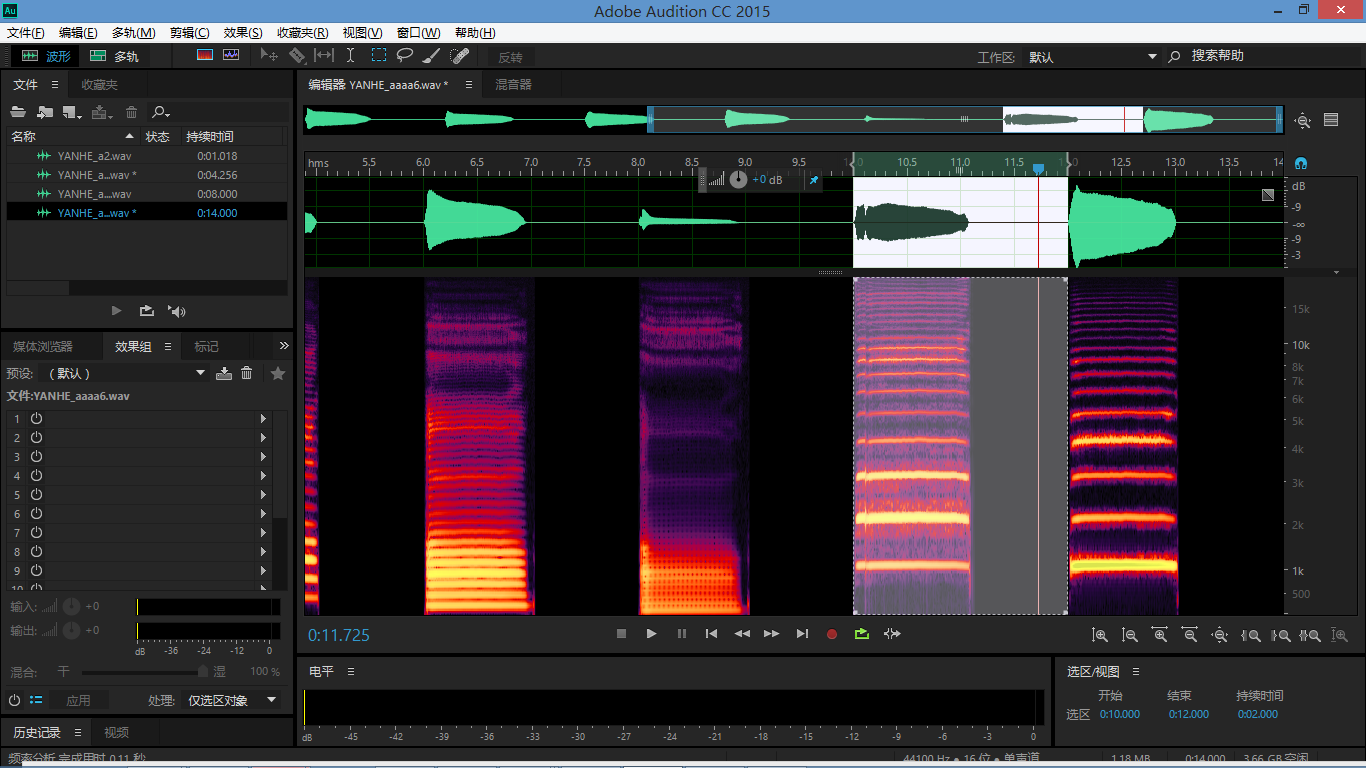 Au
Adobe Audition CC 2015
文件(F) 编辑(E) 多轨(M) 剪辑(C) 效果(S) 收藏夹(R) 视图(V) 窗口(W) 帮助(H)
波形 多轨 反转 工作区: 默认 搜索帮助
文件 收藏夹
名称 状态 持续时间
YANHE_a2.wav 0:01.018
YANHE_a...wav * 0:04.256
YANHE_a....wav 0:08.000
YANHE_a...wav * 0:14.000
媒体浏览器 效果组 标记
预设: (默认)
文件:YANHE_aaaa6.wav
1
2
3
4
5
6
7
8
9
10
输入: +0
输出: +0
dB -36 -24 -12 0
混合: 干 湿 100 %
应用 处理: 仅选区对象
历史记录 视频
编辑器: YANHE_aaaa6.wav * 混音器
hms 5.5 6.0 6.5 7.0 7.5 8.0 8.5 9.0 9.5 10.0 10.5 11.0 11.5 12.0 12.5 13.0 13.5 14
+0 dB
dB
-9
-∞
-9
-3
15k
10k
8k
7k
6k
5k
4k
3k
2k
1k
500
0:11.725
电平
dB -45 -42 -39 -36 -33 -30 -27 -24 -21 -18 -15 -12 -9 -6 -3 0
选区/视图
开始 结束 持续时间
选区 0:10.000 0:12.000 0:02.000
频率分析 完成用时 0.11 秒 44100 Hz • 16 位 • 单声道 1.18 MB 0:14.000 3.66 GB 空闲